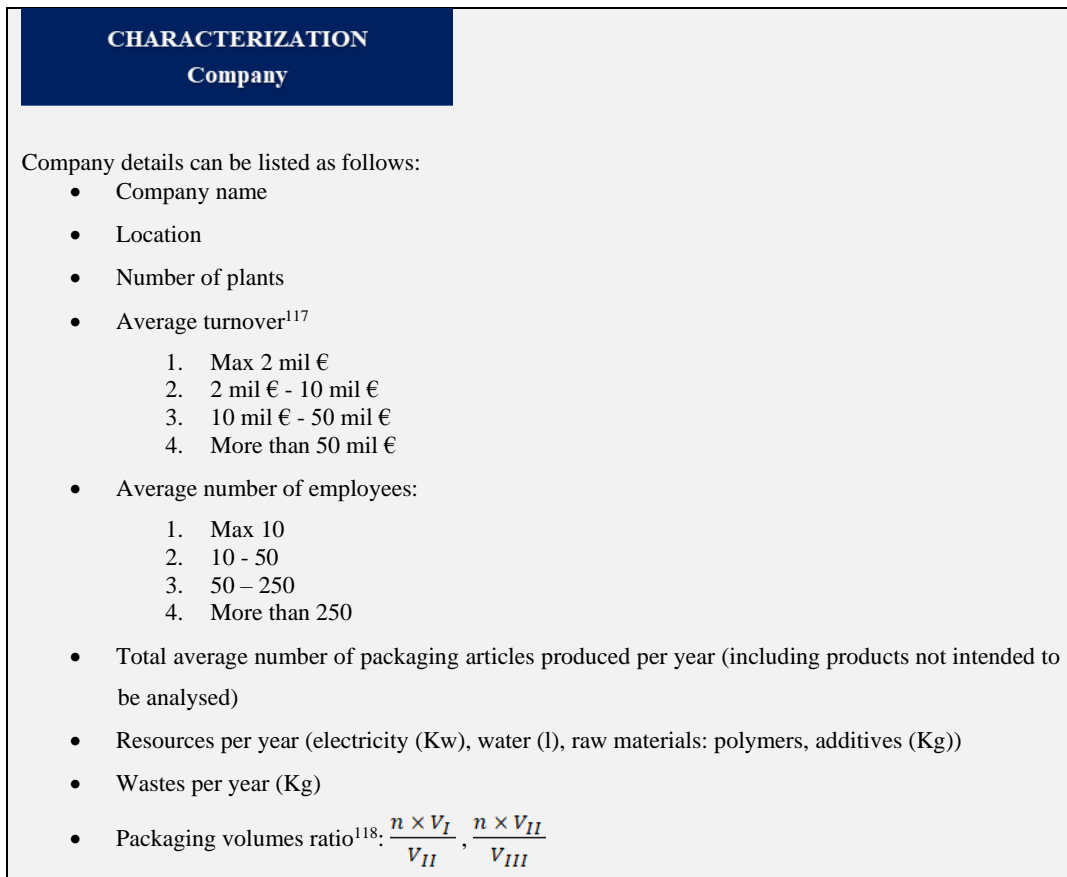 CHARACTERIZATION
Company
Company details can be listed as follows:
• Company name
• Location
• Number of plants
• Average turnover117
1. Max 2 mil €
2. 2 mil € - 10 mil €
3. 10 mil € - 50 mil €
4. More than 50 mil €
• Average number of employees:
1. Max 10
2. 10 - 50
3. 50 – 250
4. More than 250
• Total average number of packaging articles produced per year (including products not intended to
be analysed)
• Resources per year (electricity (Kw), water (l), raw materials: polymers, additives (Kg))
• Wastes per year (Kg)
• Packaging volumes ratio118: n × V_I / V_II , n × V_II / V_III